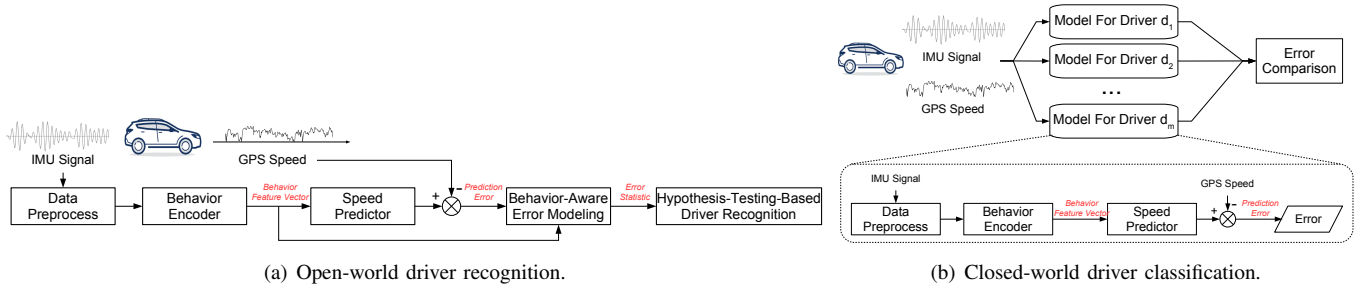 IMU Signal
GPS Speed
Data
Preprocess
Behavior
Encoder
Behavior
Feature Vector
Speed
Predictor
+
−
Prediction
Error
Behavior-Aware
Error Modeling
Error
Statistic
Hypothesis-Testing-Based
Driver Recognition
(a) Open-world driver recognition.
IMU Signal
GPS Speed
Model For Driver d1
Model For Driver d2
...
Model For Driver dm
Error
Comparison
IMU Signal
Data
Preprocess
Behavior
Encoder
Behavior
Feature Vector
Speed
Predictor
GPS Speed
+
−
Prediction
Error
Error
(b) Closed-world driver classification.